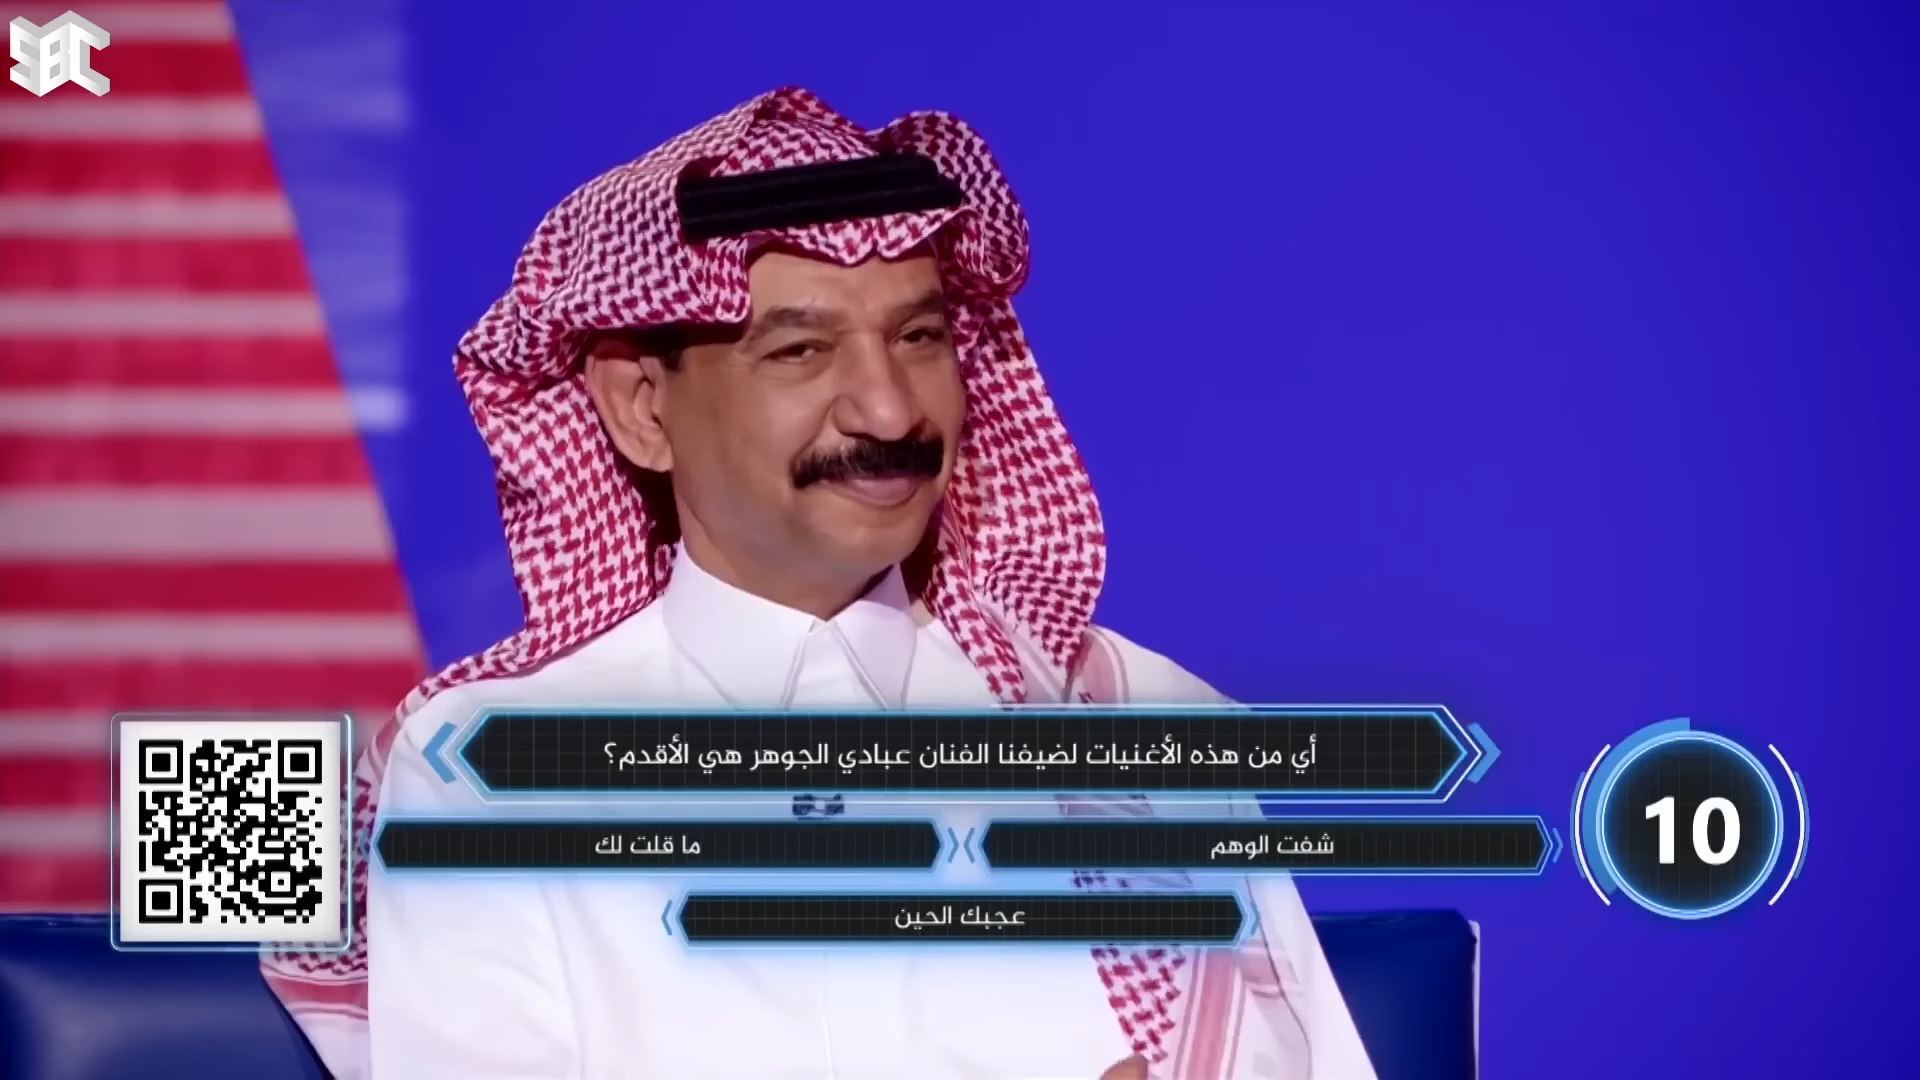 SBC
أي من هذه الأغنيات لضيفنا الفنان عبادي الجوهر هي الأقدم؟
شفت الوهم
ما قلت لك
عجبك الحين
10